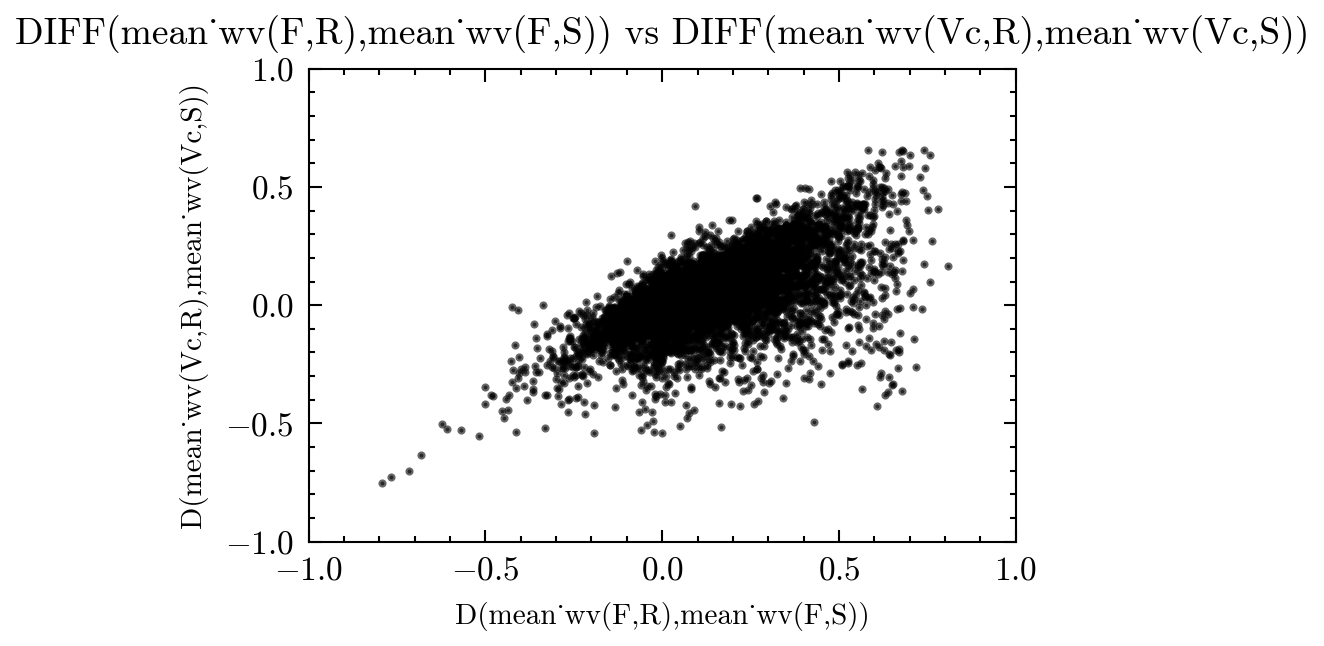 DIFF(mean˙wv(F,R),mean˙wv(F,S)) vs DIFF(mean˙wv(Vc,R),mean˙wv(Vc,S))
1.0
0.5
0.0
−0.5
−1.0
D(mean˙wv(Vc,R),mean˙wv(Vc,S))
−1.0 −0.5 0.0 0.5 1.0
D(mean˙wv(F,R),mean˙wv(F,S))